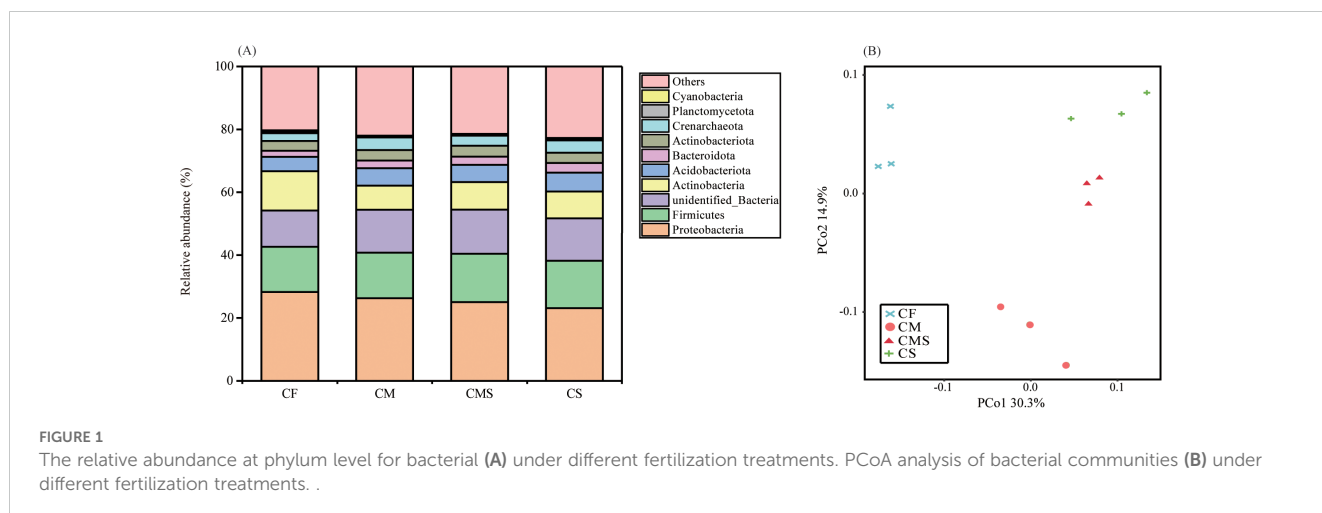 (A)
Relative abundance (%)
100
80
60
40
20
0
CF CM CMS CS
Others
Cyanobacteria
Planctomycetota
Crenarchaeota
Actinobacteriota
Bacteroidota
Acidobacteriota
Actinobacteria
unidentified_Bacteria
Firmicutes
Proteobacteria
(B)
PCo2 14.9%
0.1
0.0
-0.1
CF
CM
CMS
CS
-0.1 0.0 0.1
PCo1 30.3%
FIGURE 1
The relative abundance at phylum level for bacterial (A) under different fertilization treatments. PCoA analysis of bacterial communities (B) under
different fertilization treatments. .